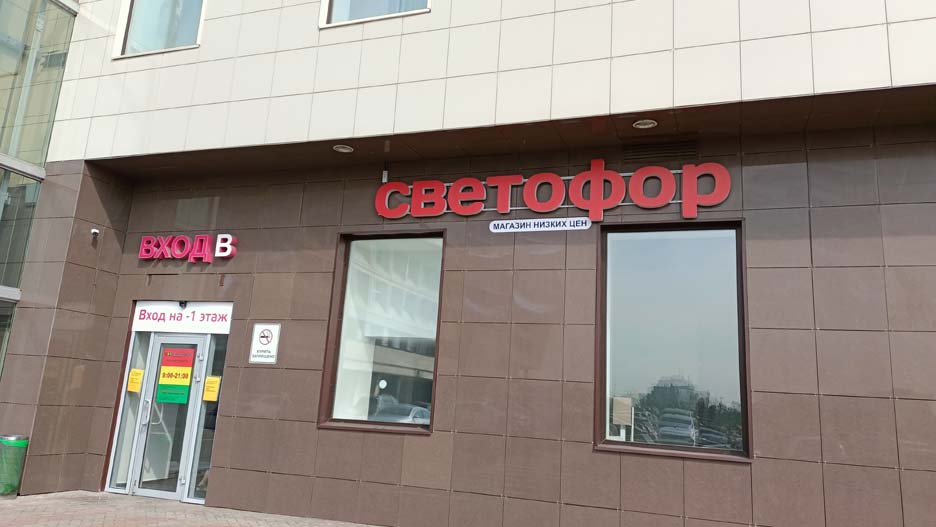 светофор
МАГАЗИН НИЗКИХ ЦЕН
ВХОД В
Вход на -1 этаж
КУРИТЬ
ЗАПРЕЩЕНО
9:00-21:00